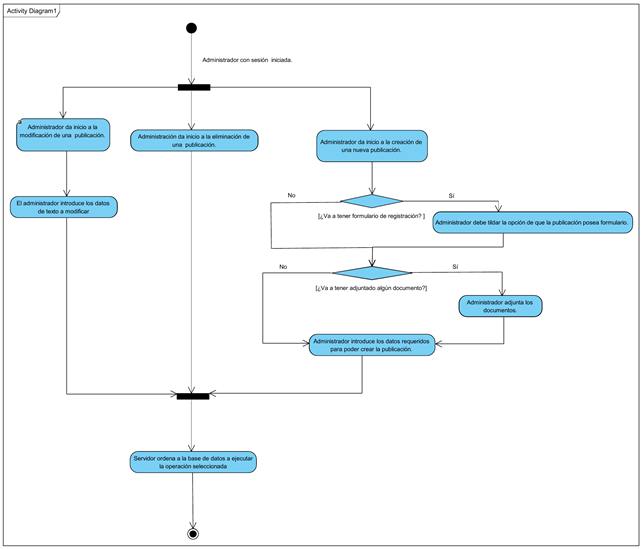 Activity Diagram1
Administrador con sesión iniciada.
Administrador da inicio a la
modificación de una publicación.
Administración da inicio a la eliminación de
una publicación.
Administrador da inicio a la creación de
una nueva publicación.
El administrador introduce los datos
de texto a modificar
No
Sí
[¿Va a tener formulario de registración? ]
Administrador debe tildar la opción de que la publicación posea formulario.
No
Sí
[¿Va a tener adjuntado algún documento?]
Administrador adjunta los
documentos.
Administrador introduce los datos requeridos
para poder crear la publicación.
Servidor ordena a la base de datos a ejecutar
la operación seleccionada